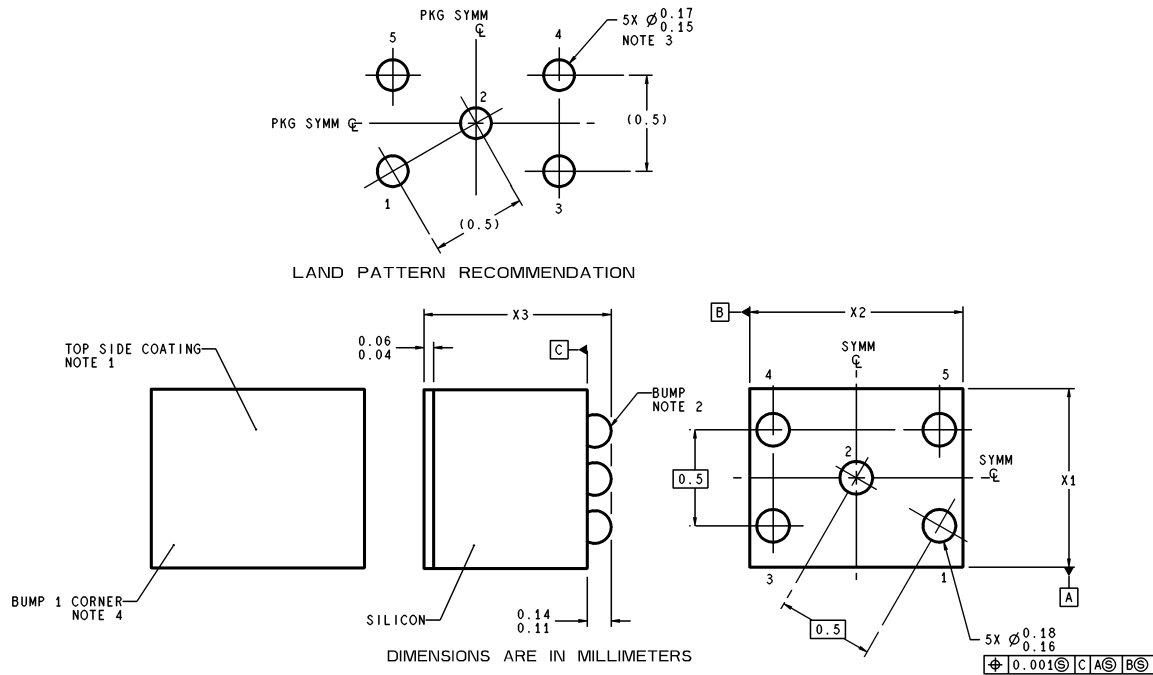 PKG SYMM
℄
5X Ø 0.17
0.15
NOTE 3
5
4
2
PKG SYMM ℄
(0.5)
1
3
(0.5)
LAND PATTERN RECOMMENDATION
X3
B
X2
TOP SIDE COATING
NOTE 1
0.06
0.04
C
SYMM
℄
4
5
BUMP
NOTE 2
2
SYMM
℄
0.5
X1
BUMP 1 CORNER
NOTE 4
SILICON
0.14
0.11
3
1
A
0.5
5X Ø 0.18
0.16
⌖ 0.001Ⓢ C AⓈ BⓈ
DIMENSIONS ARE IN MILLIMETERS